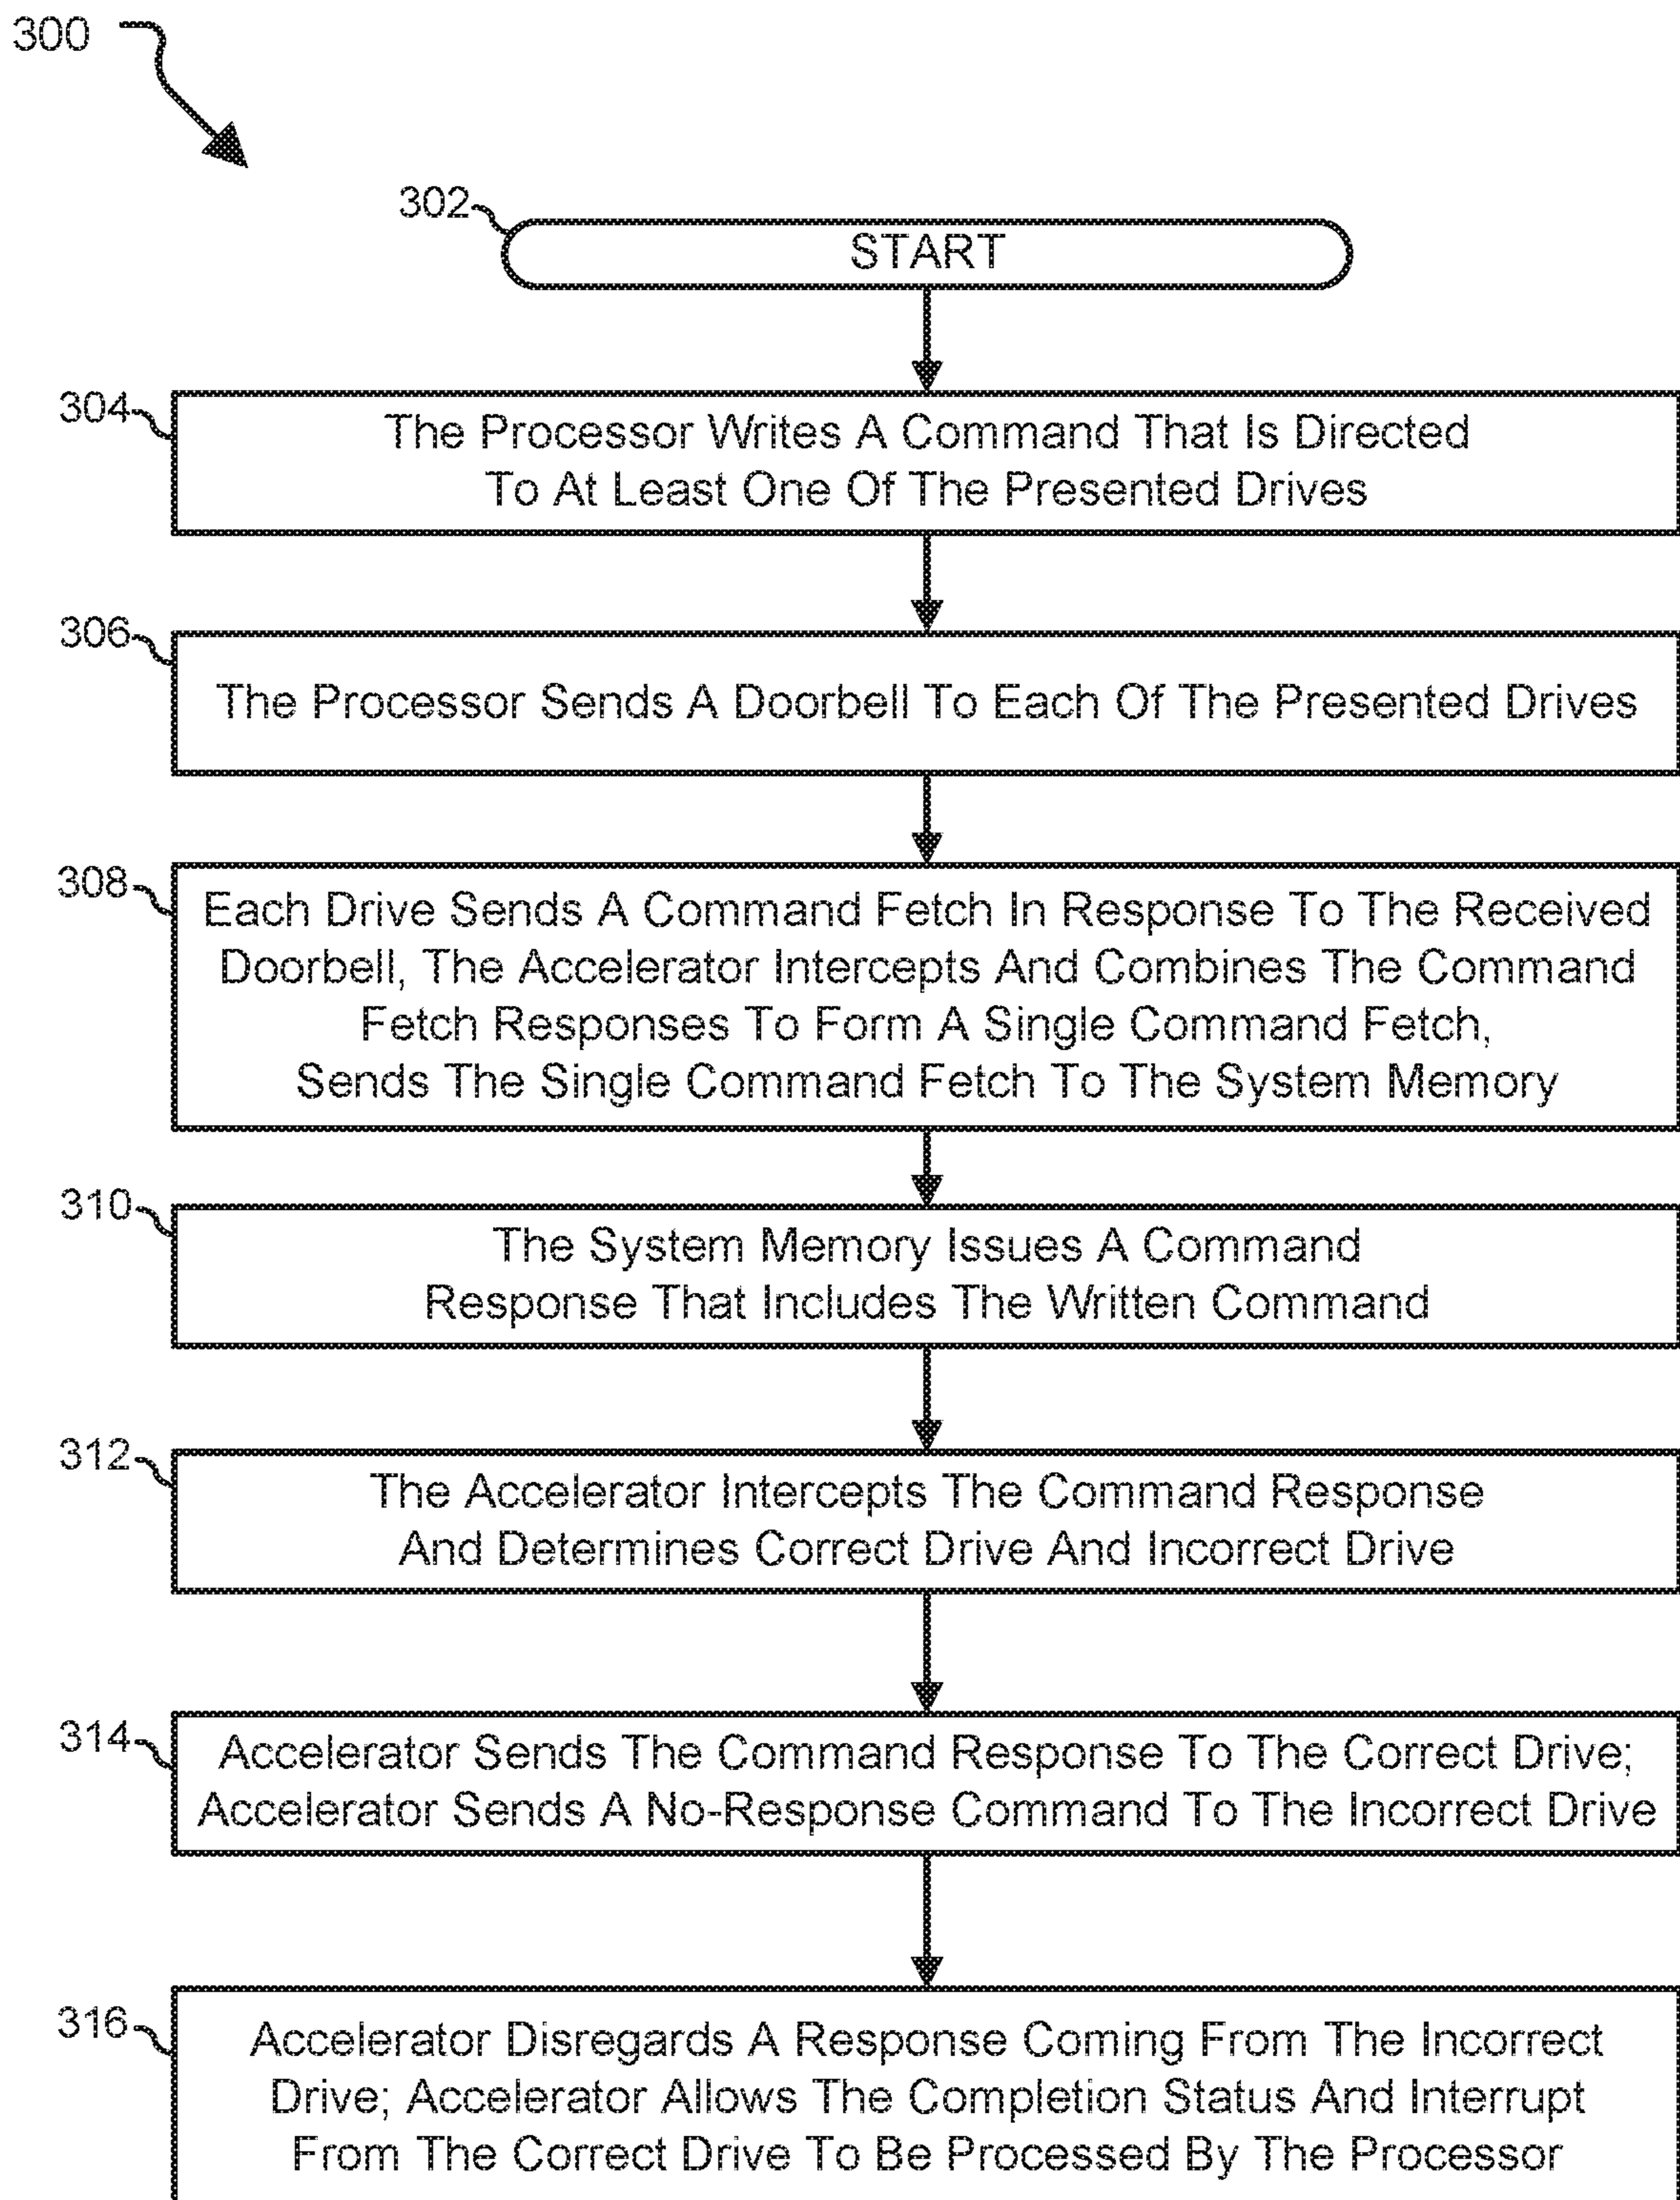 300
302
START
304
The Processor Writes A Command That Is Directed
To At Least One Of The Presented Drives
306
The Processor Sends A Doorbell To Each Of The Presented Drives
308
Each Drive Sends A Command Fetch In Response To The Received
Doorbell, The Accelerator Intercepts And Combines The Command
Fetch Responses To Form A Single Command Fetch,
Sends The Single Command Fetch To The System Memory
310
The System Memory Issues A Command
Response That Includes The Written Command
312
The Accelerator Intercepts The Command Response
And Determines Correct Drive And Incorrect Drive
314
Accelerator Sends The Command Response To The Correct Drive;
Accelerator Sends A No-Response Command To The Incorrect Drive
316
Accelerator Disregards A Response Coming From The Incorrect
Drive; Accelerator Allows The Completion Status And Interrupt
From The Correct Drive To Be Processed By The Processor